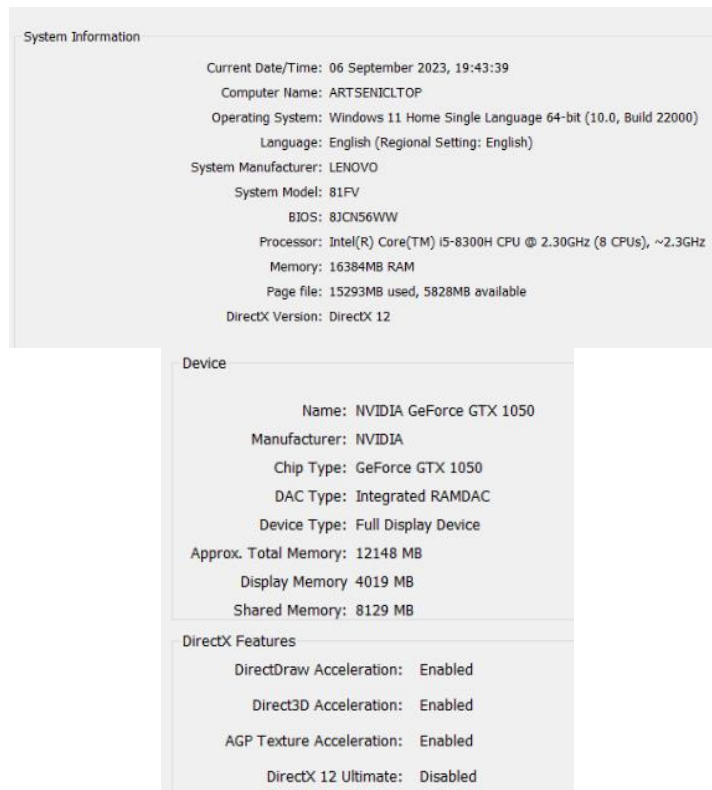 System Information
Current Date/Time: 06 September 2023, 19:43:39
Computer Name: ARTSENICLTOP
Operating System: Windows 11 Home Single Language 64-bit (10.0, Build 22000)
Language: English (Regional Setting: English)
System Manufacturer: LENOVO
System Model: 81FV
BIOS: 8JCN56WW
Processor: Intel(R) Core(TM) i5-8300H CPU @ 2.30GHz (8 CPUs), ~2.3GHz
Memory: 16384MB RAM
Page file: 15293MB used, 5828MB available
DirectX Version: DirectX 12
Device
Name: NVIDIA GeForce GTX 1050
Manufacturer: NVIDIA
Chip Type: GeForce GTX 1050
DAC Type: Integrated RAMDAC
Device Type: Full Display Device
Approx. Total Memory: 12148 MB
Display Memory 4019 MB
Shared Memory: 8129 MB
DirectX Features
DirectDraw Acceleration: Enabled
Direct3D Acceleration: Enabled
AGP Texture Acceleration: Enabled
DirectX 12 Ultimate: Disabled